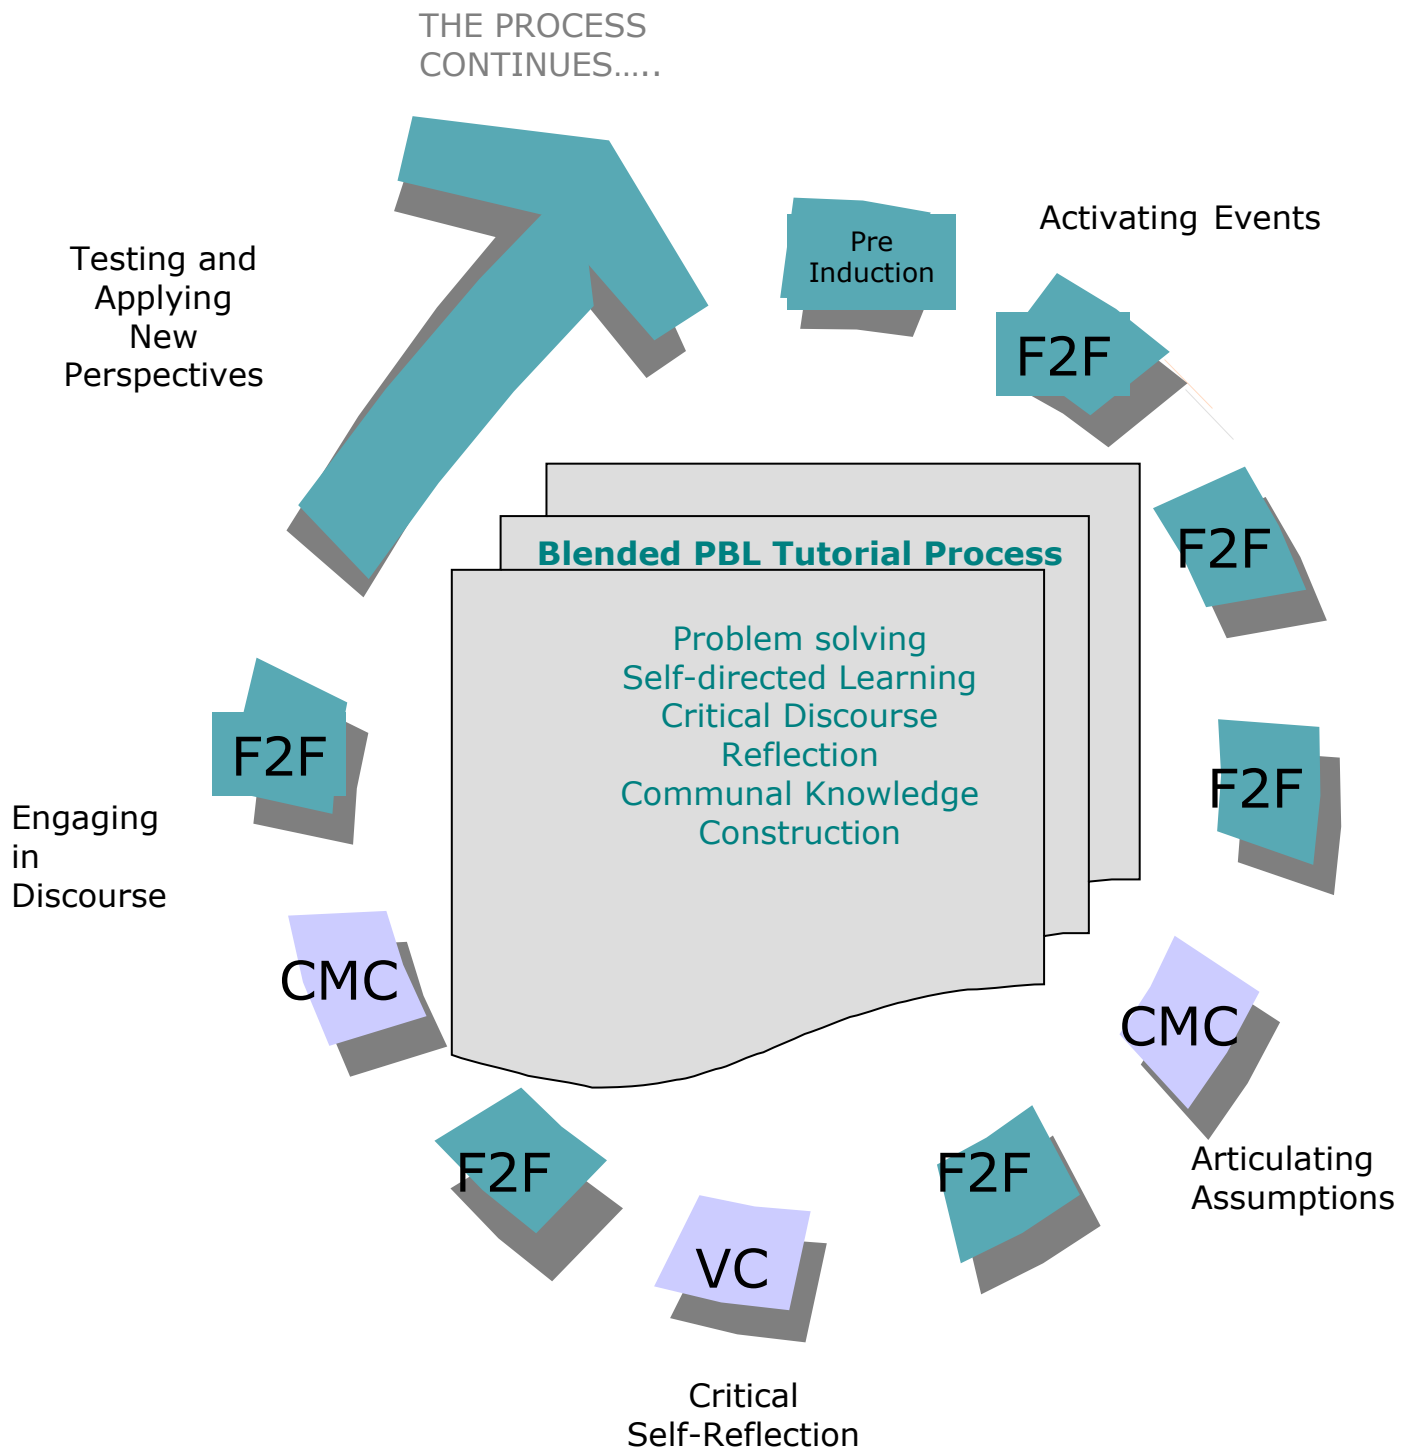 THE PROCESS
CONTINUES…..
Pre
Induction
Activating Events
F2F
Testing and
Applying
New
Perspectives
F2F
Blended PBL Tutorial Process
Problem solving
Self-directed Learning
Critical Discourse
Reflection
Communal Knowledge
Construction
F2F
F2F
Engaging
in
Discourse
CMC
CMC
Articulating
Assumptions
F2F
F2F
VC
Critical
Self-Reflection